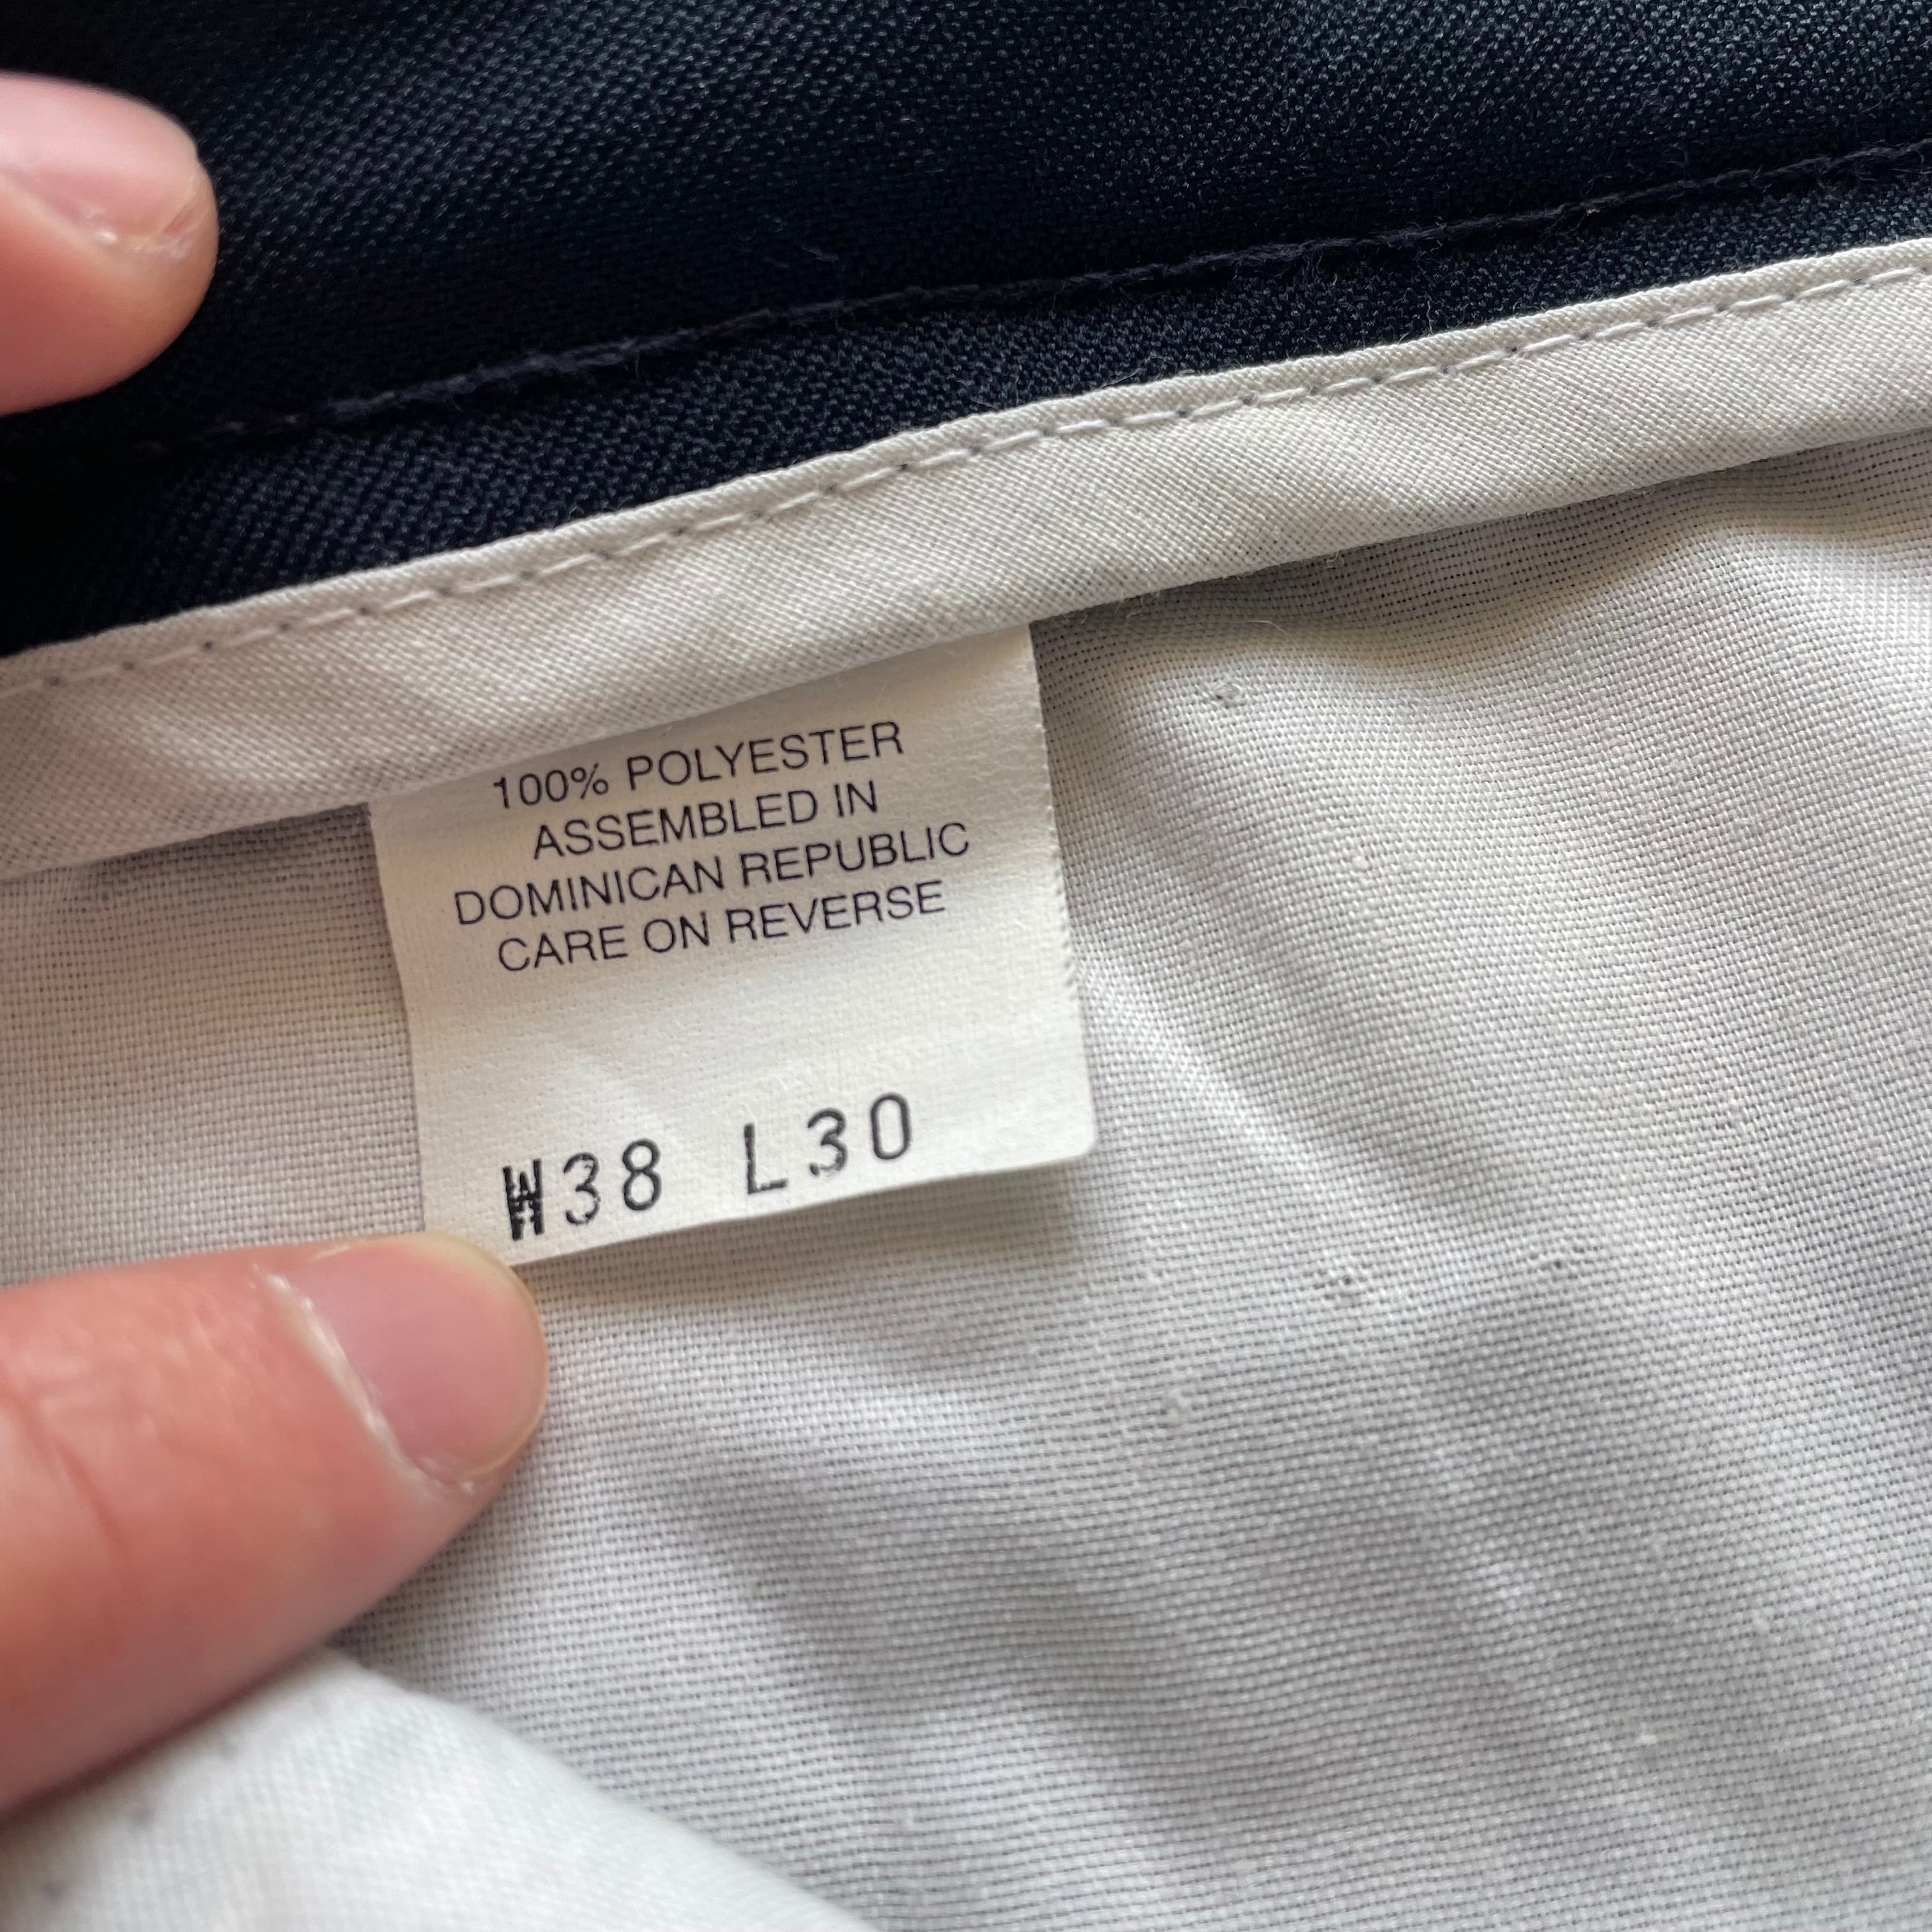 100% POLYESTER
ASSEMBLED IN
DOMINICAN REPUBLIC
CARE ON REVERSE
W38 L30